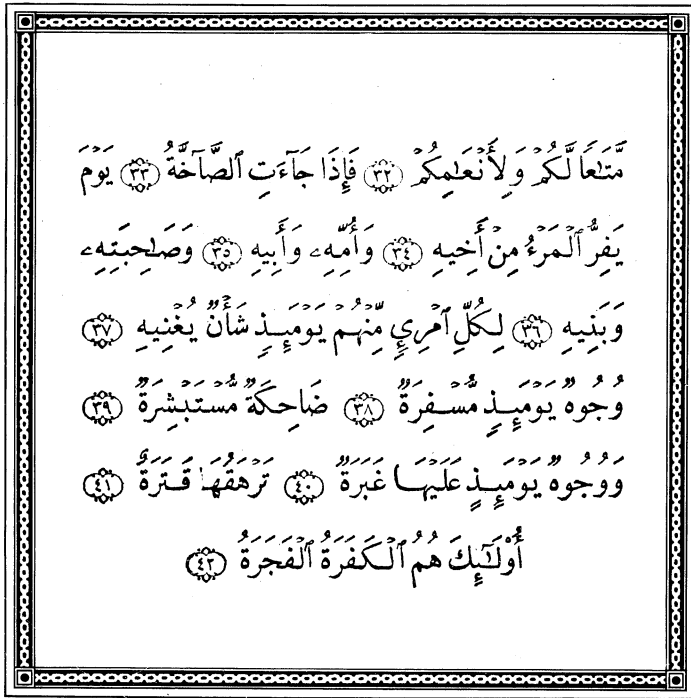 مَّتَٰعًا لَّكُمْ وَلِأَنْعَٰمِكُمْ ٣٢ فَإِذَا جَآءَتِ ٱلصَّآخَّةُ ٣٣ يَوْمَ
يَفِرُّ ٱلْمَرْءُ مِنْ أَخِيهِ ٣٤ وَأُمِّهِۦ وَأَبِيهِ ٣٥ وَصَٰحِبَتِهِۦ
وَبَنِيهِ ٣٦ لِكُلِّ ٱمْرِئٍ مِّنْهُمْ يَوْمَئِذٍ شَأْنٌ يُغْنِيهِ ٣٧
وُجُوهٌ يَوْمَئِذٍ مُّسْفِرَةٌ ٣٨ ضَاحِكَةٌ مُّسْتَبْشِرَةٌ ٣٩
وَوُجُوهٌ يَوْمَئِذٍ عَلَيْهَا غَبَرَةٌ ٤٠ تَرْهَقُهَا قَتَرَةٌ ٤١
أُو۟لَٰٓئِكَ هُمُ ٱلْكَفَرَةُ ٱلْفَجَرَةُ ٤٢